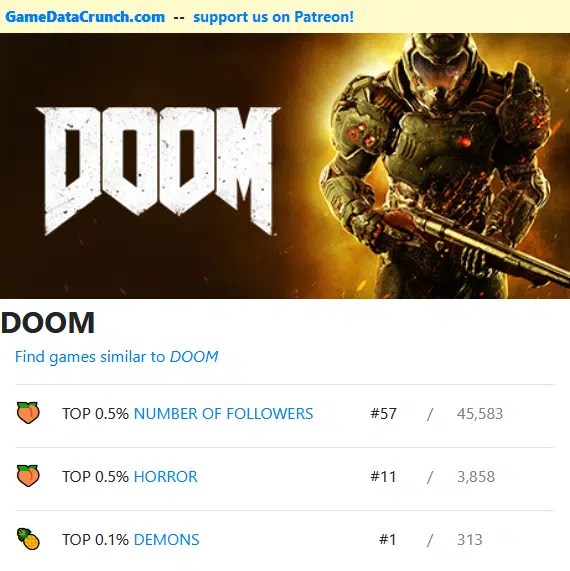 GameDataCrunch.com -- support us on Patreon!
DOOM
DOOM
Find games similar to DOOM
TOP 0.5% NUMBER OF FOLLOWERS #57 / 45,583
TOP 0.5% HORROR #11 / 3,858
TOP 0.1% DEMONS #1 / 313